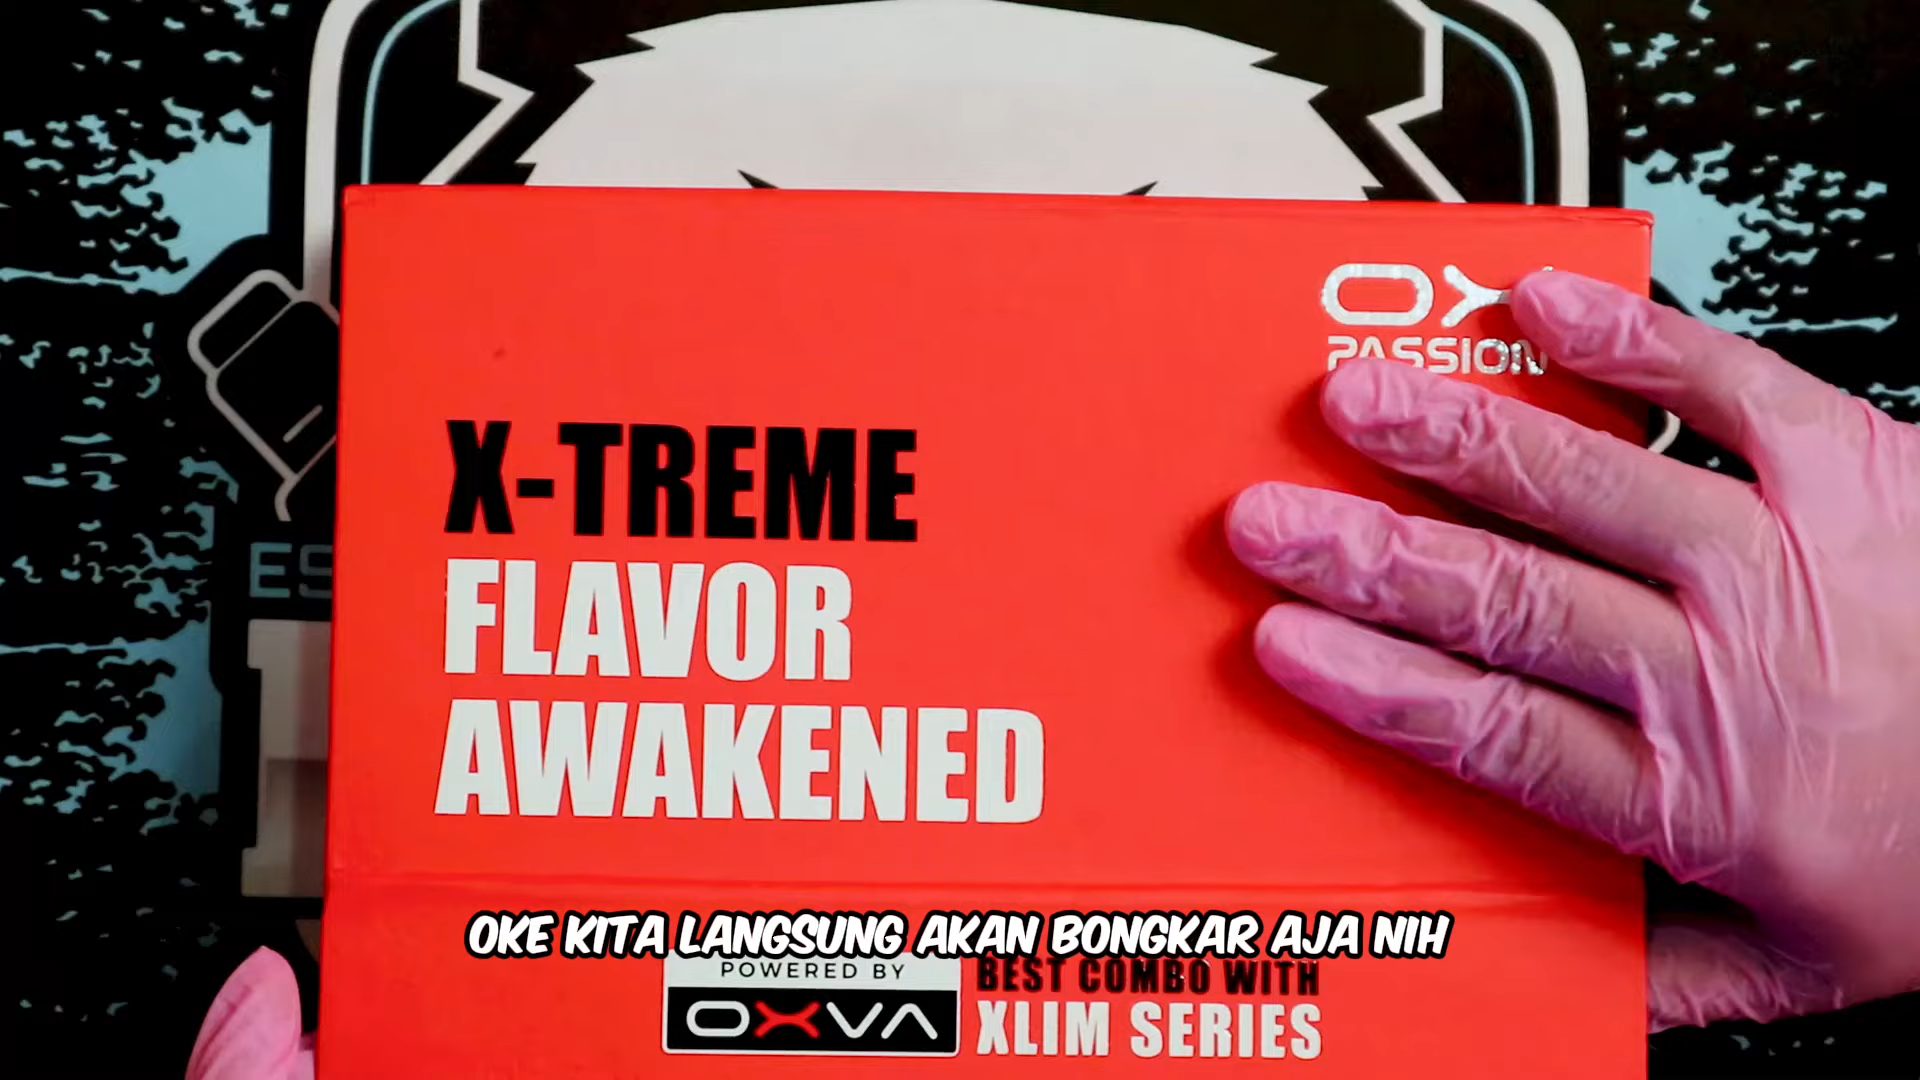 OX
PASSION
X-TREME
FLAVOR
AWAKENED
ES
OKE KITA LANGSUNG AKAN BONGKAR AJA NIH
POWERED BY
OXVA
BEST COMBO WITH
XLIM SERIES